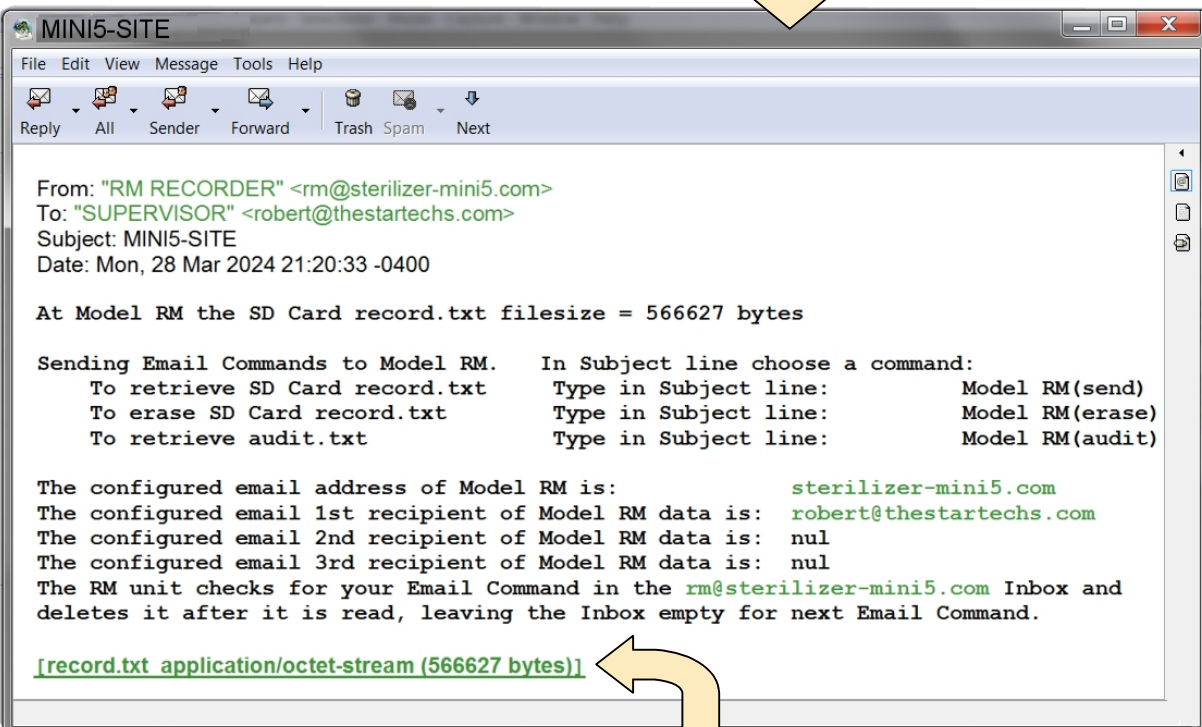 MINI5-SITE
File Edit View Message Tools Help
Reply All Sender Forward Trash Spam Next
From: "RM RECORDER" <rm@sterilizer-mini5.com>
To: "SUPERVISOR" <robert@thestartechs.com>
Subject: MINI5-SITE
Date: Mon, 28 Mar 2024 21:20:33 -0400
At Model RM the SD Card record.txt filesize = 566627 bytes
Sending Email Commands to Model RM. In Subject line choose a command:
To retrieve SD Card record.txt Type in Subject line: Model RM(send)
To erase SD Card record.txt Type in Subject line: Model RM(erase)
To retrieve audit.txt Type in Subject line: Model RM(audit)
The configured email address of Model RM is: sterilizer-mini5.com
The configured email 1st recipient of Model RM data is: robert@thestartechs.com
The configured email 2nd recipient of Model RM data is: nul
The configured email 3rd recipient of Model RM data is: nul
The RM unit checks for your Email Command in the rm@sterilizer-mini5.com Inbox and
deletes it after it is read, leaving the Inbox empty for next Email Command.
[record.txt application/octet-stream (566627 bytes)]